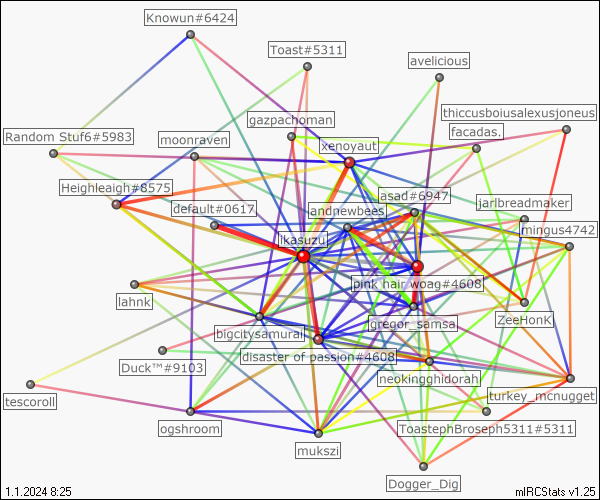 Knowun#6424
Toast#5311
avelicious
thiccusboiusalexusjoneus
gazpachoman
facadas.
Random Stuf6#5983
moonraven
xenoyaut
Heighleaigh#8575
asad#6947
jarlbreadmaker
default#0617
andnewbees
mingus4742
ikasuzu
pink hair woag#4608
lahnk
gregor_samsa
ZeeHonK
bigcitysamurai
disaster of passion#4608
Duck™#9103
neokingghidorah
tescoroll
turkey_mcnugget
ogshroom
ToastephBroseph5311#5311
mukszi
Dogger_Dig
1.1.2024 8:25
mIRCStats v1.25